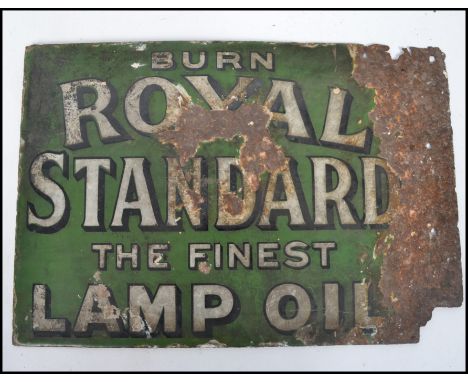 BURN
ROYAL
STANDARD
THE FINEST
LAMP OIL